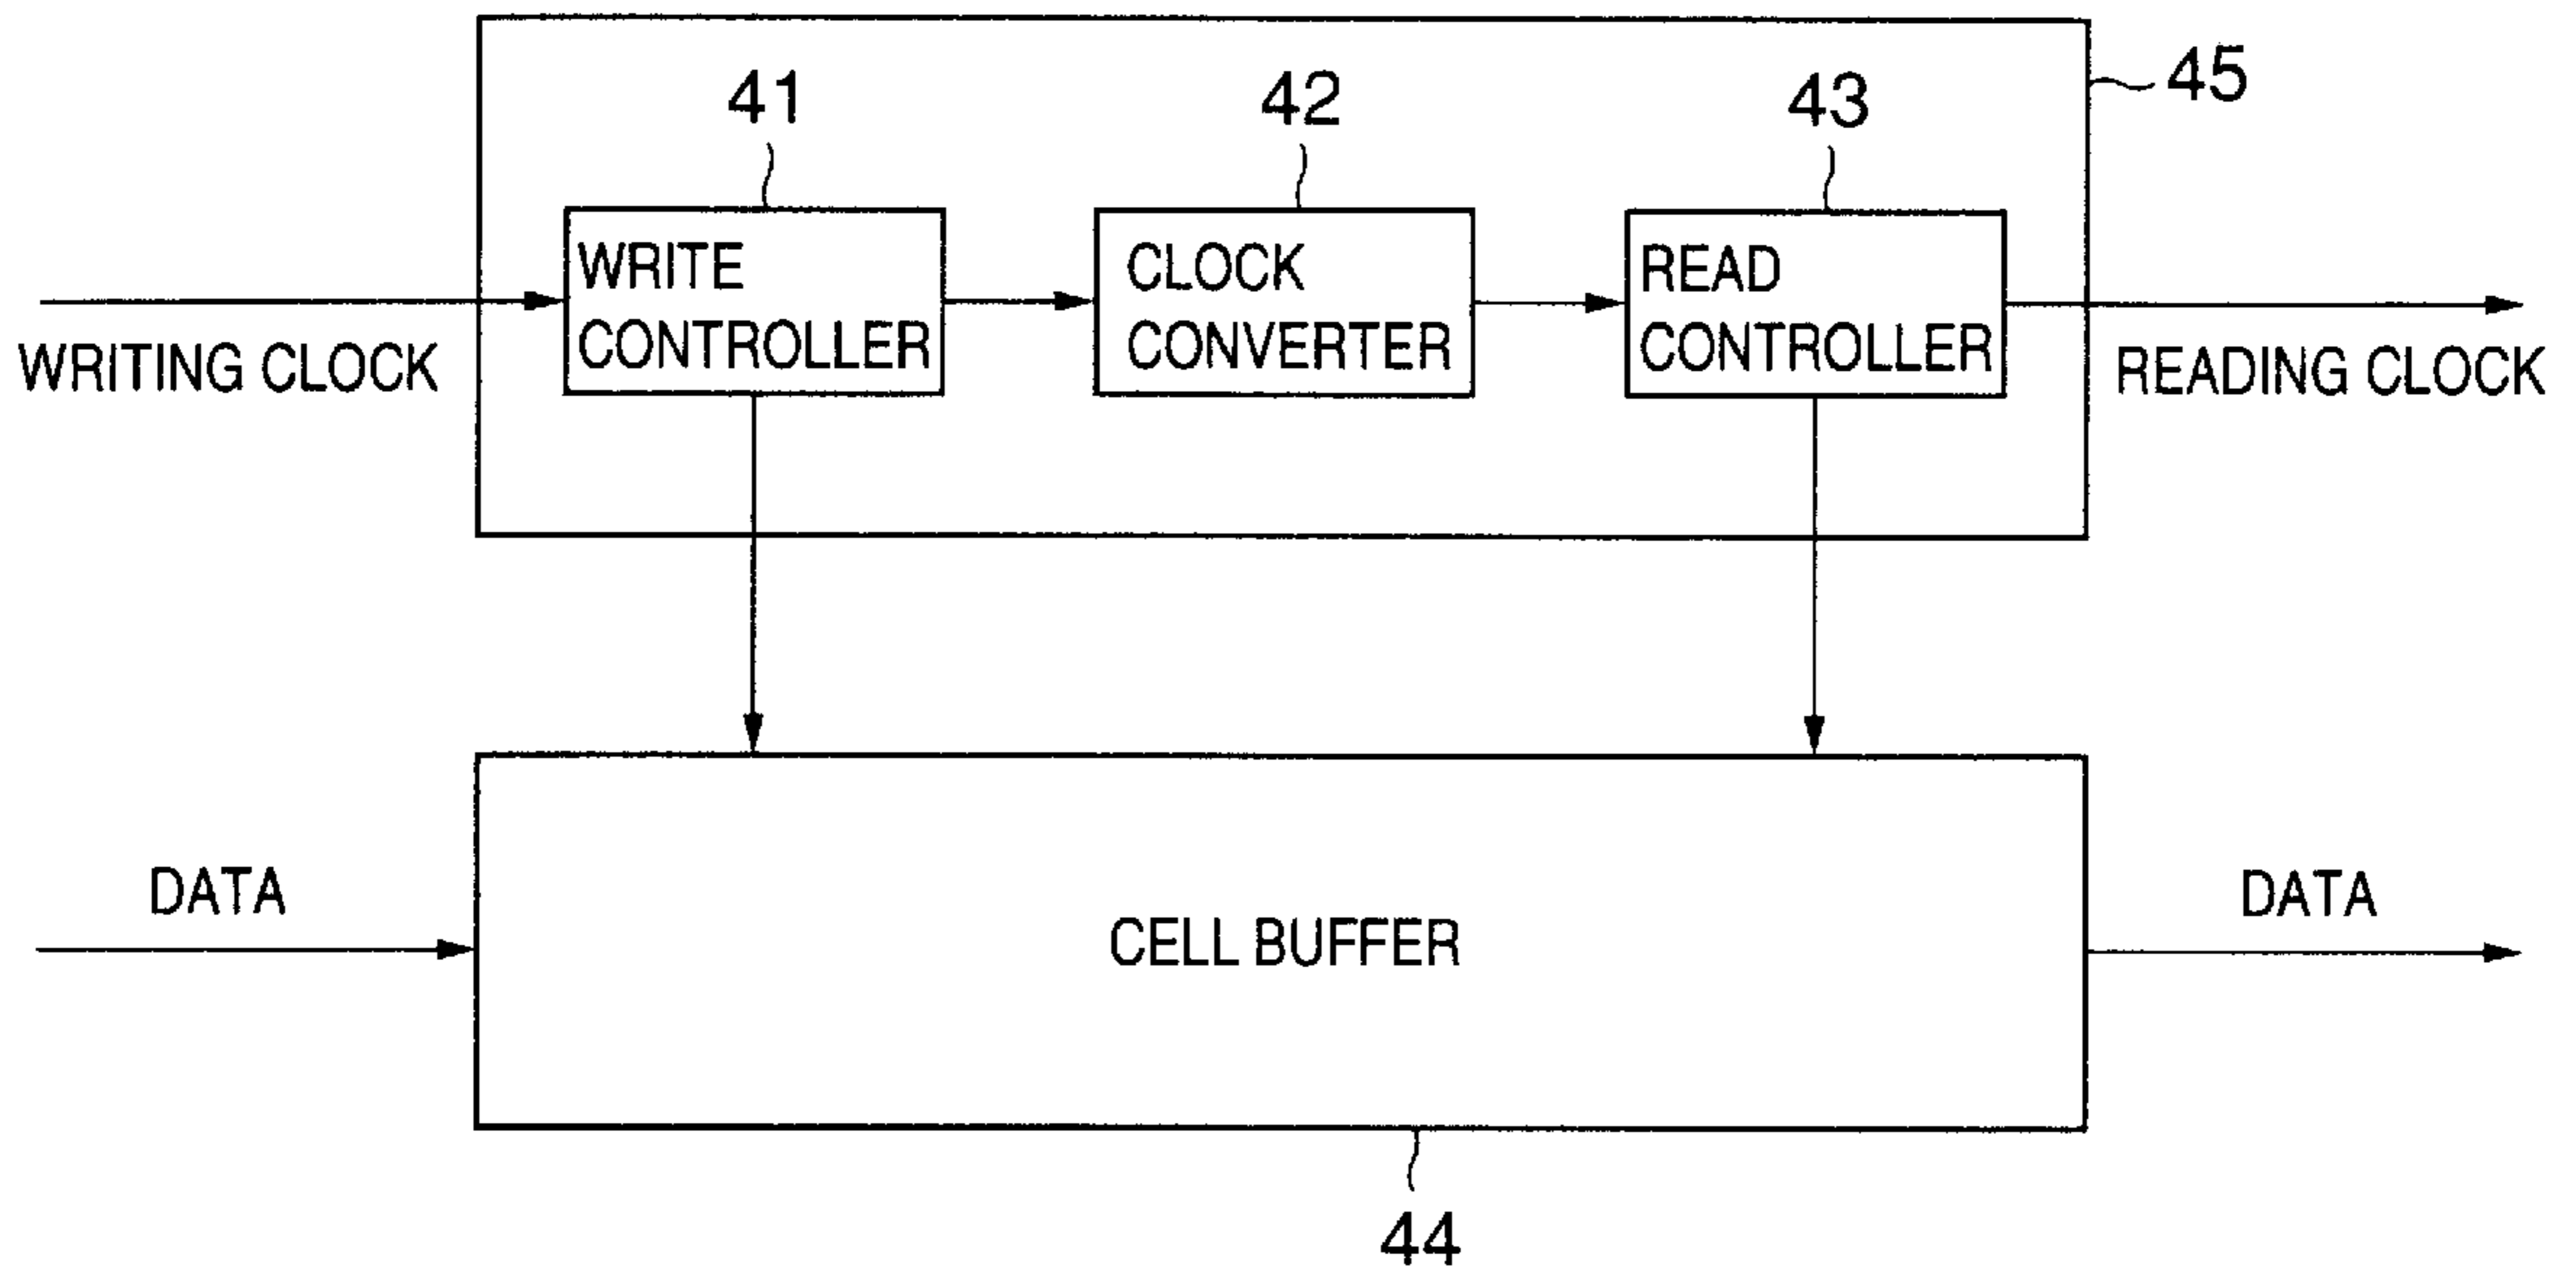 45
41
42
43
WRITE
CONTROLLER
CLOCK
CONVERTER
READ
CONTROLLER
WRITING CLOCK
READING CLOCK
DATA
DATA
CELL BUFFER
44